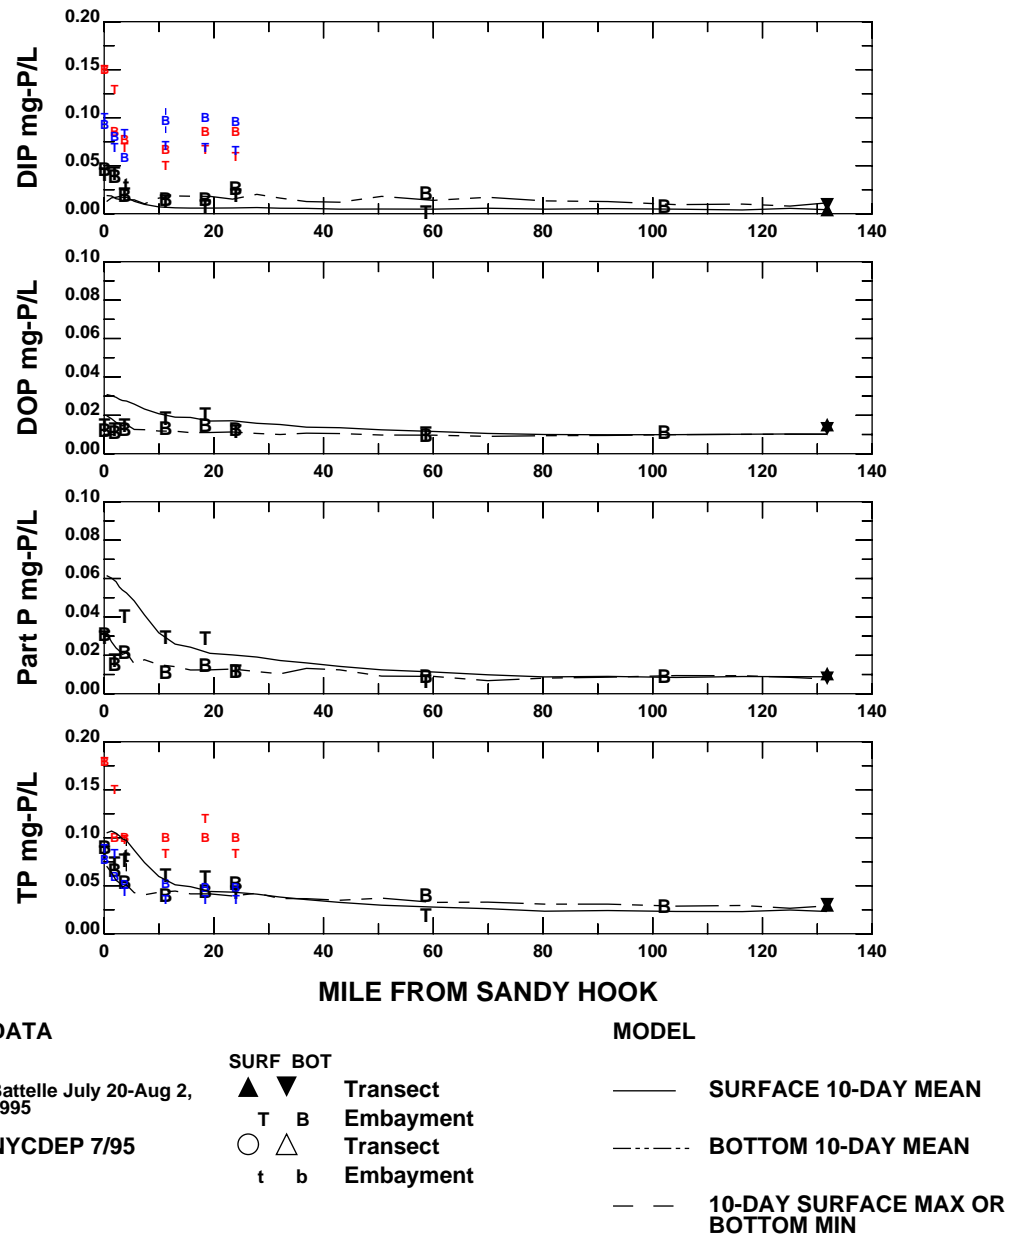 0.20
0.15
0.10
0.05
0.00
DIP mg-P/L
0 20 40 60 80 100 120 140
0.10
0.08
0.06
0.04
0.02
0.00
DOP mg-P/L
0 20 40 60 80 100 120 140
0.10
0.08
0.06
0.04
0.02
0.00
Part P mg-P/L
0 20 40 60 80 100 120 140
0.20
0.15
0.10
0.05
0.00
TP mg-P/L
0 20 40 60 80 100 120 140
MILE FROM SANDY HOOK
DATA
SURF BOT
Battelle July 20-Aug 2,
1995
Transect
T B Embayment
NYCDEP 7/95
Transect
t b Embayment
MODEL
SURFACE 10-DAY MEAN
BOTTOM 10-DAY MEAN
10-DAY SURFACE MAX OR
BOTTOM MIN